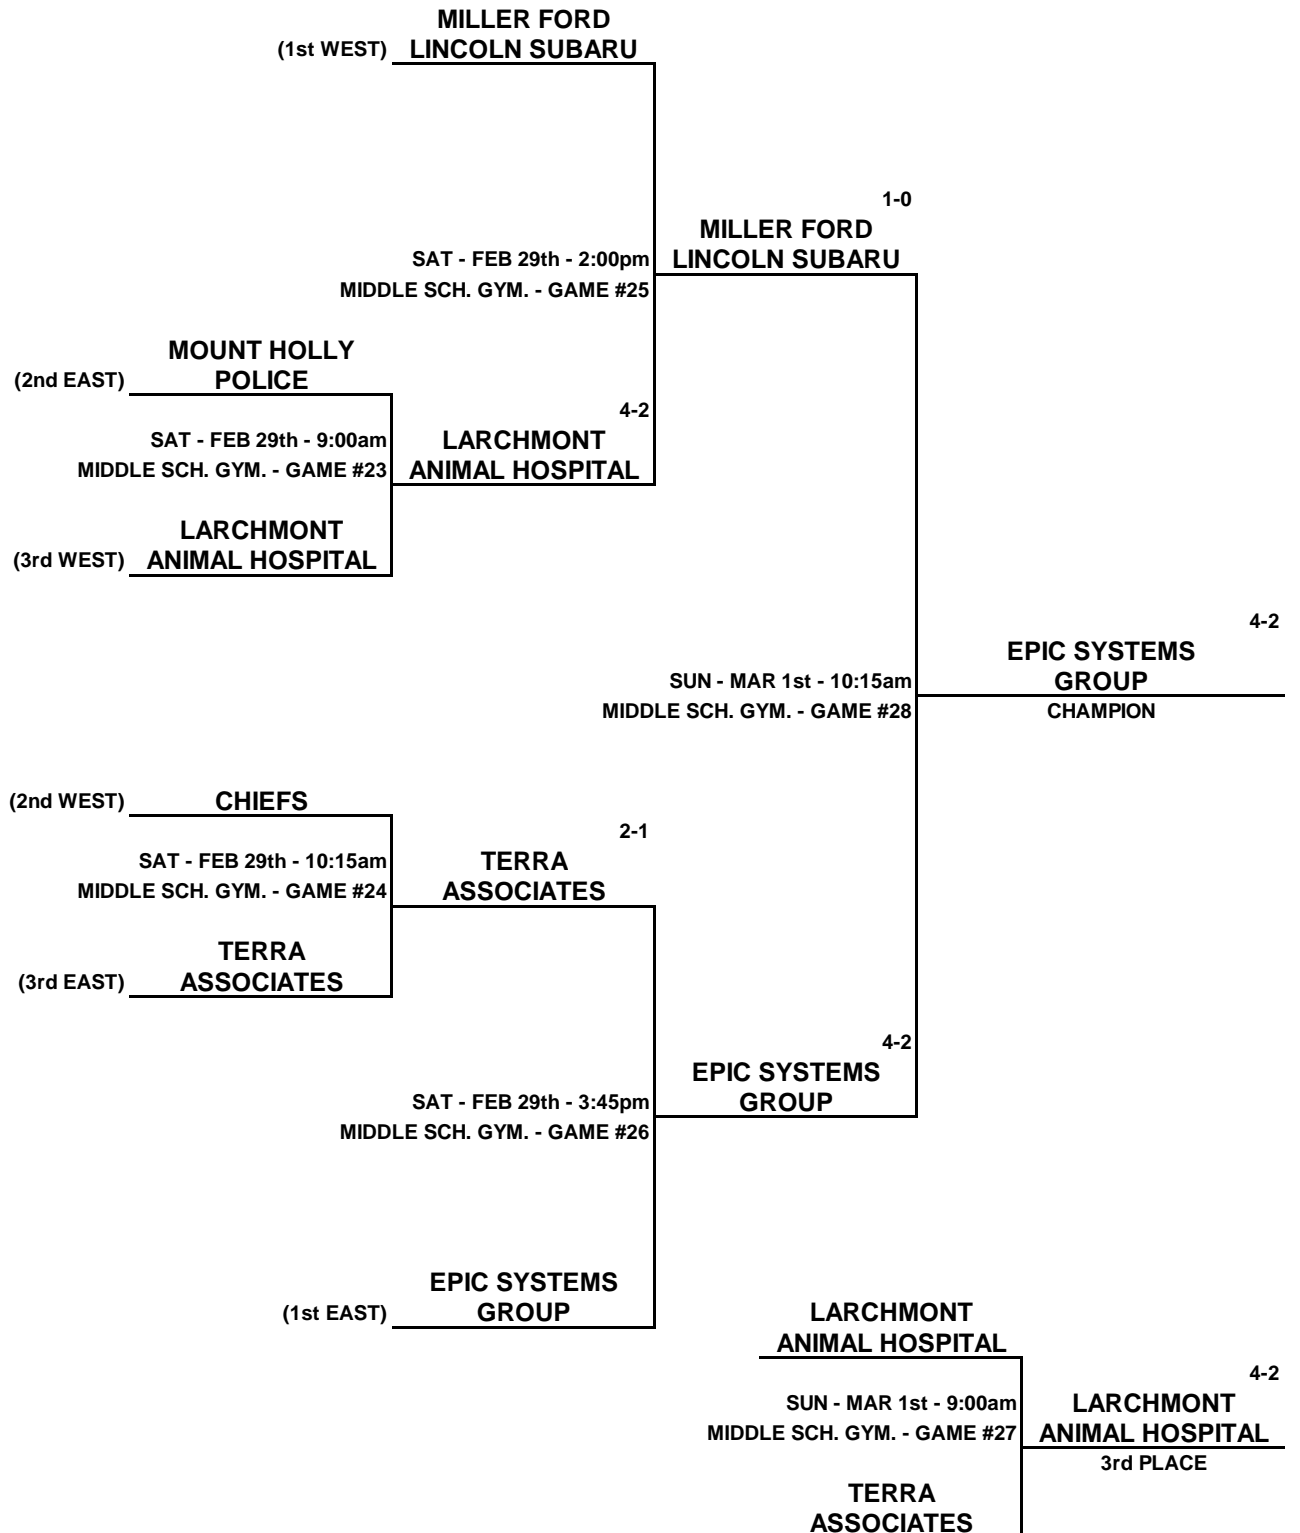 MILLER FORD
(1st WEST) LINCOLN SUBARU
1-0
MILLER FORD
SAT - FEB 29th - 2:00pm LINCOLN SUBARU
MIDDLE SCH. GYM. - GAME #25
MOUNT HOLLY
(2nd EAST) POLICE
4-2
SAT - FEB 29th - 9:00am LARCHMONT
MIDDLE SCH. GYM. - GAME #23 ANIMAL HOSPITAL
LARCHMONT
(3rd WEST) ANIMAL HOSPITAL
4-2
EPIC SYSTEMS
SUN - MAR 1st - 10:15am GROUP
MIDDLE SCH. GYM. - GAME #28 CHAMPION
(2nd WEST) CHIEFS
2-1
SAT - FEB 29th - 10:15am TERRA
MIDDLE SCH. GYM. - GAME #24 ASSOCIATES
TERRA
(3rd EAST) ASSOCIATES
4-2
EPIC SYSTEMS
SAT - FEB 29th - 3:45pm GROUP
MIDDLE SCH. GYM. - GAME #26
EPIC SYSTEMS
(1st EAST) GROUP
LARCHMONT
ANIMAL HOSPITAL
4-2
SUN - MAR 1st - 9:00am LARCHMONT
MIDDLE SCH. GYM. - GAME #27 ANIMAL HOSPITAL
3rd PLACE
TERRA
ASSOCIATES